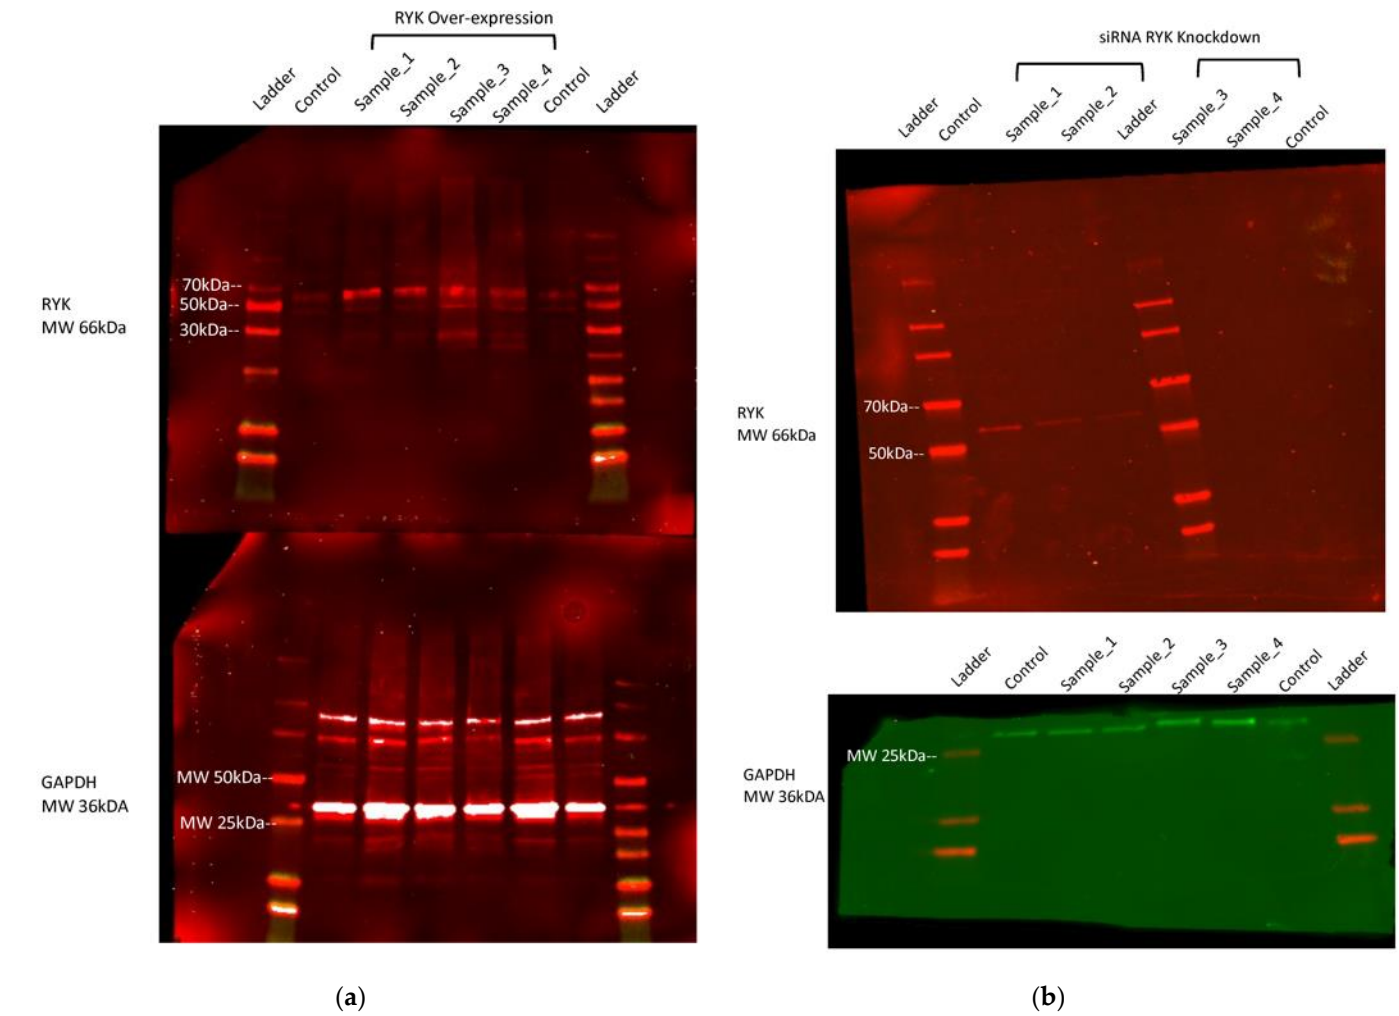 RYK Over-expression
Ladder
Control
Sample_1
Sample_2
Sample_3
Sample_4
Control
Ladder
RYK
MW 66kDa
70kDa--
50kDa--
30kDa--
GAPDH
MW 36kDA
MW 50kDa--
MW 25kDa--
(a)
siRNA RYK Knockdown
Ladder
Control
Sample_1
Sample_2
Ladder
Sample_3
Sample_4
Control
RYK
MW 66kDa
70kDa--
50kDa--
Ladder
Control
Sample_1
Sample_2
Sample_3
Sample_4
Control
Ladder
GAPDH
MW 36kDA
MW 25kDa--
(b)